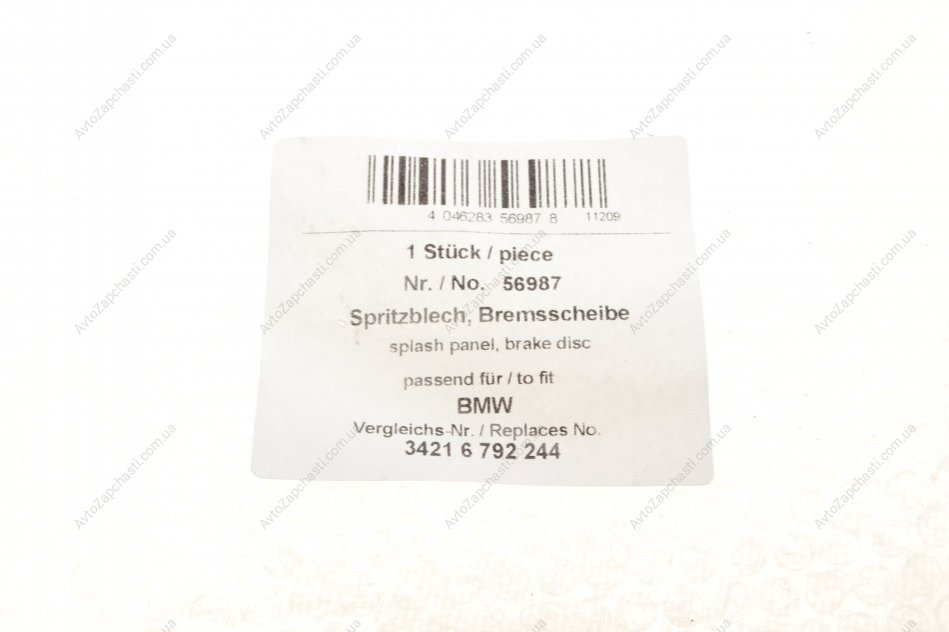 4 046283 56987 8 11209
1 Stück / piece
Nr. / No. 56987
Spritzblech, Bremsscheibe
splash panel, brake disc
passend für / to fit
BMW
Vergleichs-Nr. / Replaces No.
3421 6 792 244
AvtoZapchasti.com.ua